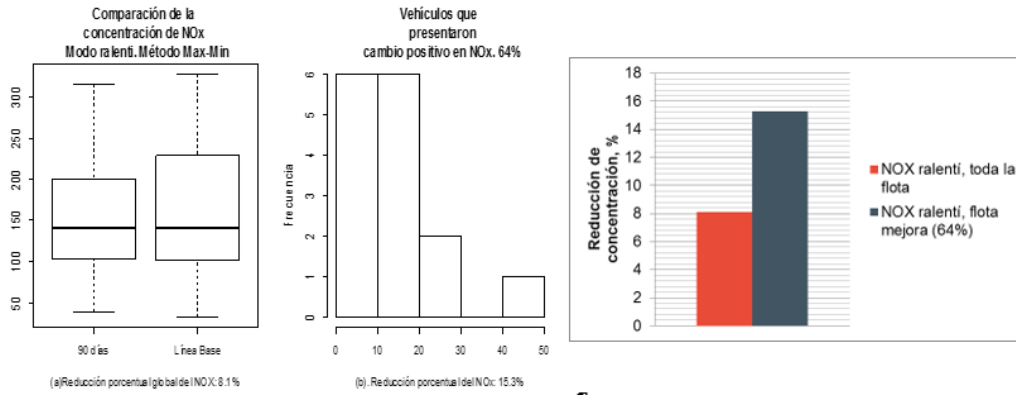 Comparación de la
concentración de NOx
Modo ralentí.Método Max-Min
300
250
200
150
100
50
90 días
Línea Base
(a)Reducción porcentual global del NOX: 8.1%
Vehículos que
presentaron
cambio positivo en NOx. 64%
Frecuencia
6
5
4
3
2
1
0
0 10 20 30 40 50
(b). Reducción porcentual del NOx: 15.3%
Reducción de
concentración, %
18
16
14
12
10
8
6
4
2
0
NOX ralentí, toda la
flota
NOX ralentí, flota
mejora (64%)